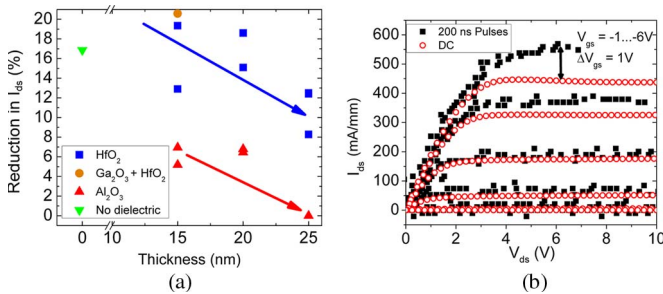 (a)
20
18
16
14
12
10
8
6
4
2
0
Reduction in Ids (%)
HfO2
Ga2O3 + HfO2
Al2O3
No dielectric
0 10 15 20 25
Thickness (nm)
(a)
(b)
600
500
400
300
200
100
0
Ids (mA/mm)
200 ns Pulses
DC
Vgs = -1...-6V
ΔVgs = 1V
0 2 4 6 8 10
Vds (V)
(b)